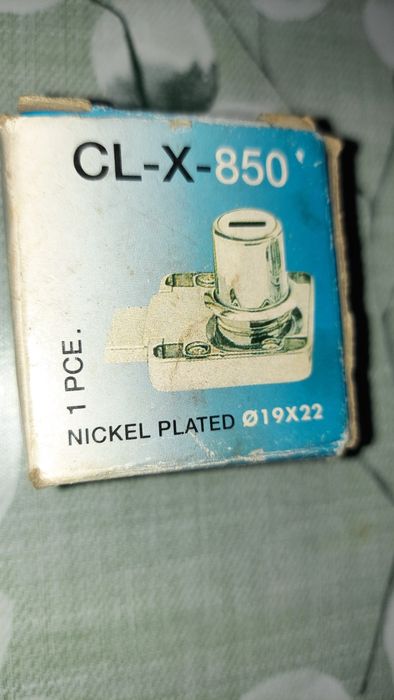 CL-X-850
1 PCE.
NICKEL PLATED Ø19X22